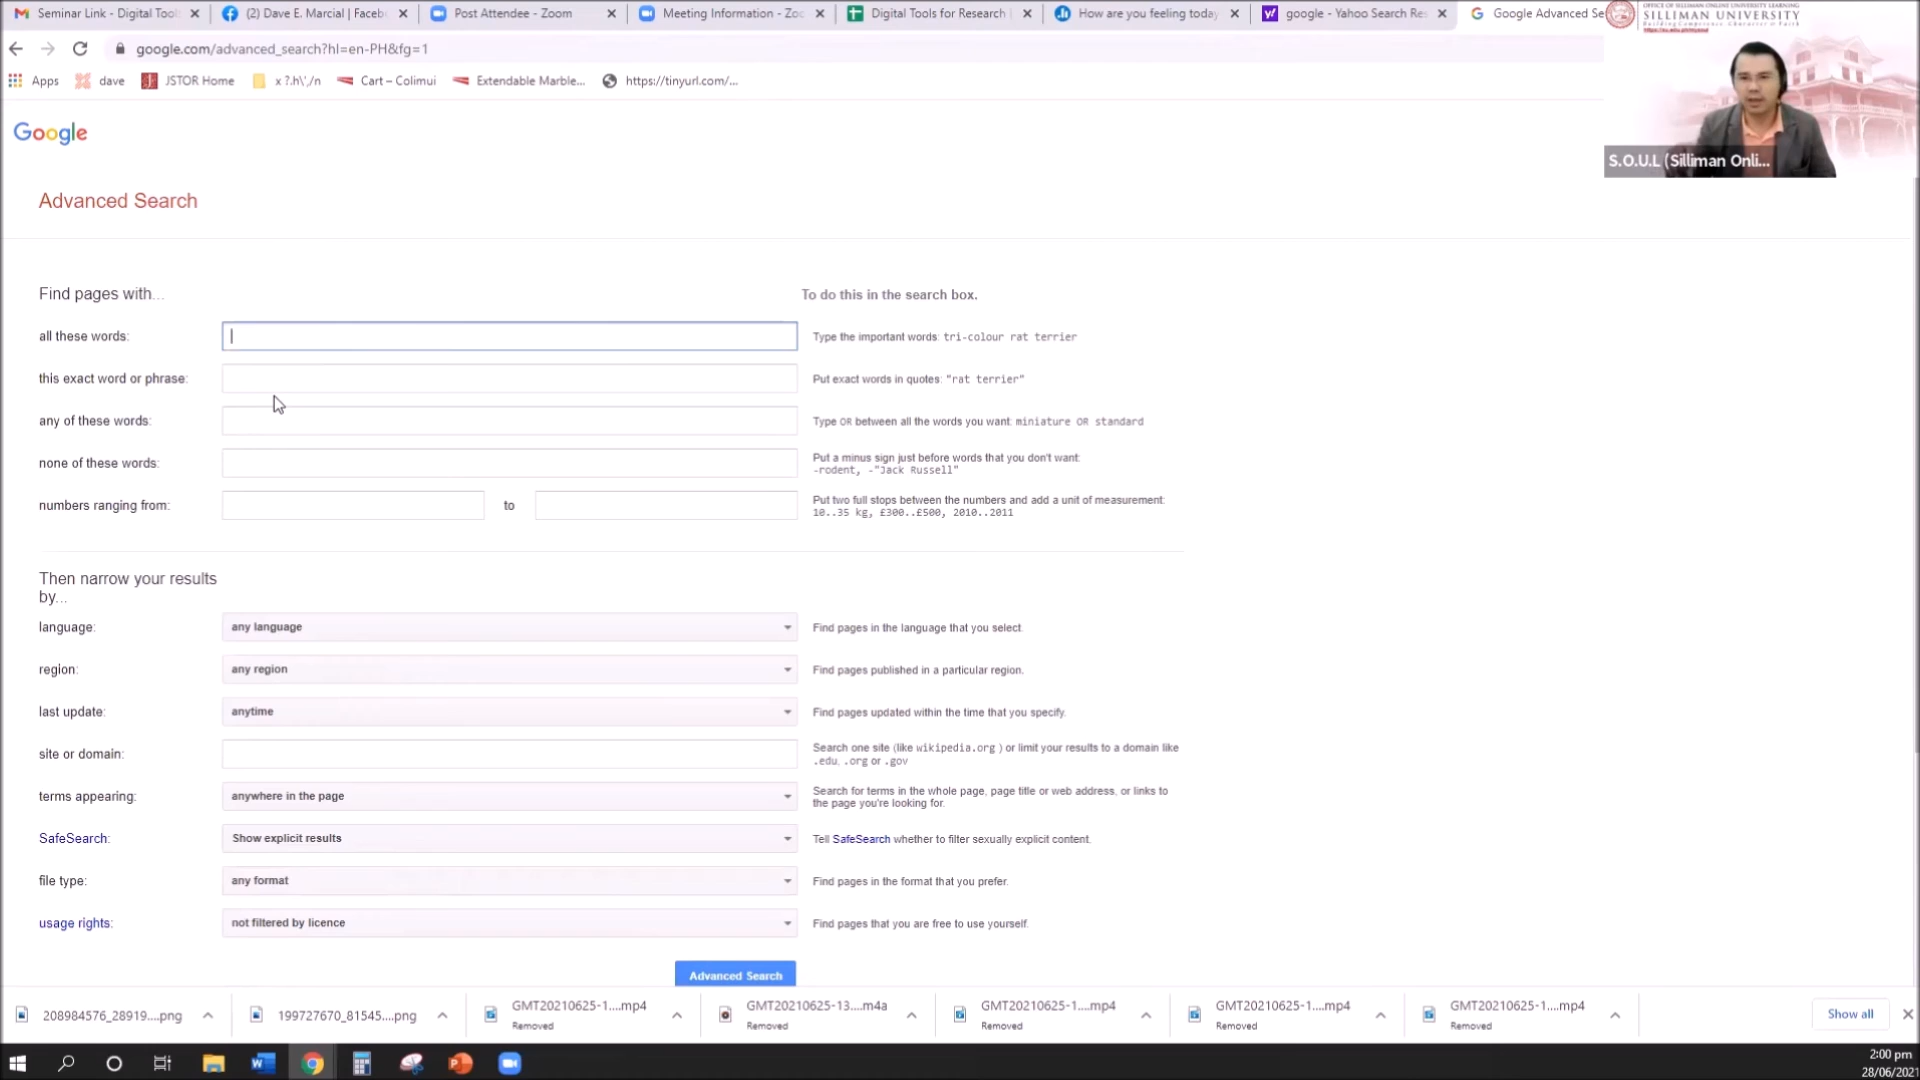 Seminar Link - Digital Tool
(2) Dave E. Marcial | Faceb
Post Attendee - Zoom
Meeting Information - Zoo
Digital Tools for Research
How are you feeling today
google - Yahoo Search Res
Google Advanced Se
SILLIMAN UNIVERSITY
google.com/advanced_search?hl=en-PH&fg=1
Apps
dave
JSTOR Home
x ?.h\',/n
Cart – Colimui
Extendable Marble...
https://tinyurl.com/...
Google
S.O.U.L (Silliman Onli...
Advanced Search
Find pages with...
To do this in the search box.
all these words:
Type the important words: tri-colour rat terrier
this exact word or phrase:
Put exact words in quotes: "rat terrier"
any of these words:
Type OR between all the words you want: miniature OR standard
none of these words:
Put a minus sign just before words that you don't want:
-rodent, -"Jack Russell"
numbers ranging from:
to
Put two full stops between the numbers and add a unit of measurement:
10..35 kg, £300..£500, 2010..2011
Then narrow your results
by...
language:
any language
Find pages in the language that you select.
region:
any region
Find pages published in a particular region.
last update:
anytime
Find pages updated within the time that you specify.
site or domain:
Search one site (like wikipedia.org ) or limit your results to a domain like
.edu, .org or .gov
terms appearing:
anywhere in the page
Search for terms in the whole page, page title or web address, or links to
the page you're looking for.
SafeSearch:
Show explicit results
Tell SafeSearch whether to filter sexually explicit content.
file type:
any format
Find pages in the format that you prefer.
usage rights:
not filtered by licence
Find pages that you are free to use yourself.
Advanced Search
208984576_28919....png
199727670_81545....png
GMT20210625-1....mp4
Removed
GMT20210625-13....m4a
Removed
GMT20210625-1....mp4
Removed
GMT20210625-1....mp4
Removed
GMT20210625-1....mp4
Removed
Show all
2:00 pm
28/06/2021